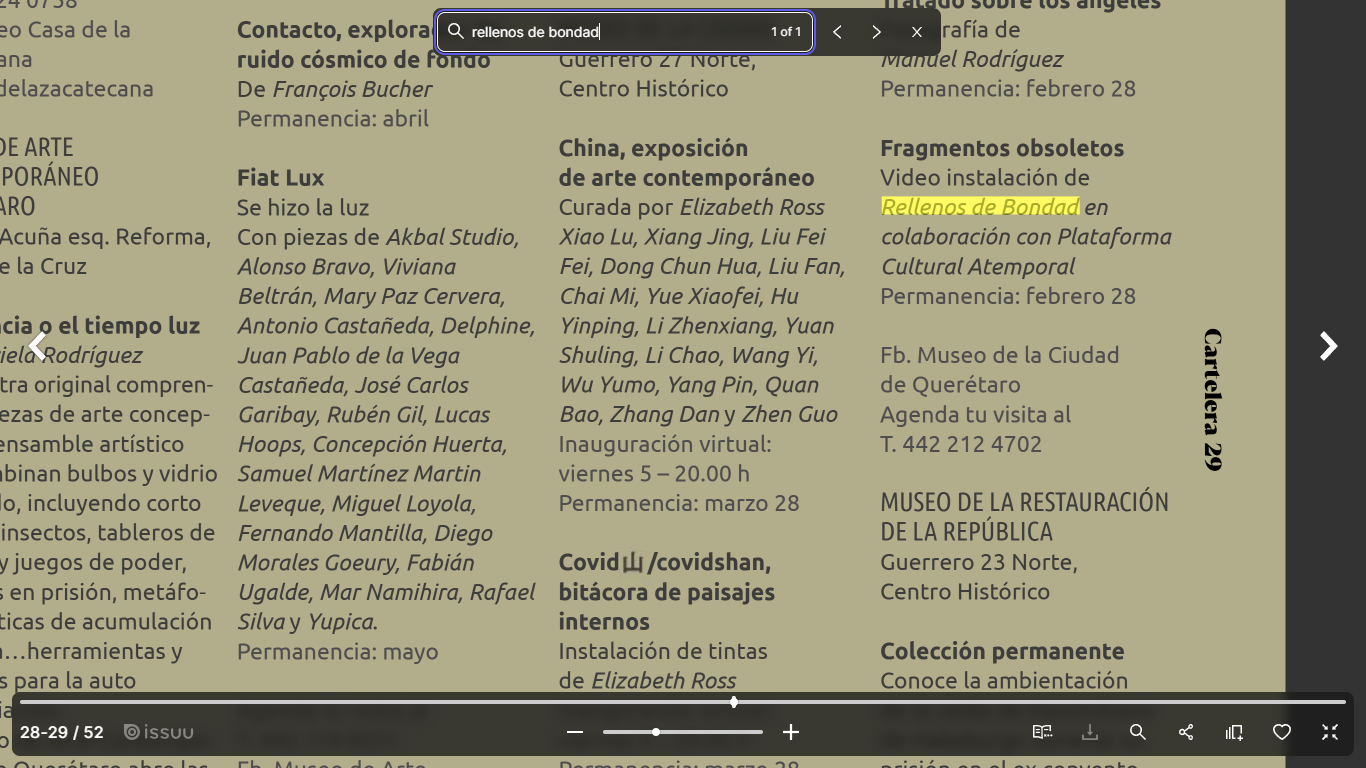 rellenos de bondad
1 of 1
eo Casa de la
ana
delazacatecana
DE ARTE
PORÁNEO
ARO
Acuña esq. Reforma,
e la Cruz
cia o el tiempo luz
iela Rodríguez
tra original compren-
ezas de arte concep-
ensamble artístico
binan bulbos y vidrio
do, incluyendo corto
insectos, tableros de
y juegos de poder,
s en prisión, metáfo-
ticas de acumulación
a...herramientas y
s para la auto
Contacto, explora
ruido cósmico de fondo
De François Bucher
Permanencia: abril
Fiat Lux
Se hizo la luz
Con piezas de Akbal Studio,
Alonso Bravo, Viviana
Beltrán, Mary Paz Cervera,
Antonio Castañeda, Delphine,
Juan Pablo de la Vega
Castañeda, José Carlos
Garibay, Rubén Gil, Lucas
Hoops, Concepción Huerta,
Samuel Martínez Martin
Leveque, Miguel Loyola,
Fernando Mantilla, Diego
Morales Goeury, Fabián
Ugalde, Mar Namihira, Rafael
Silva y Yupica.
Permanencia: mayo
Guerrero 27 Norte,
Centro Histórico
China, exposición
de arte contemporáneo
Curada por Elizabeth Ross
Xiao Lu, Xiang Jing, Liu Fei
Fei, Dong Chun Hua, Liu Fan,
Chai Mi, Yue Xiaofei, Hu
Yinping, Li Zhenxiang, Yuan
Shuling, Li Chao, Wang Yi,
Wu Yumo, Yang Pin, Quan
Bao, Zhang Dan y Zhen Guo
Inauguración virtual:
viernes 5 – 20.00 h
Permanencia: marzo 28
Covid山/covidshan,
bitácora de paisajes
internos
Instalación de tintas
de Elizabeth Ross
Tratado sobre los ángeles
grafía de
Manuel Rodríguez
Permanencia: febrero 28
Fragmentos obsoletos
Video instalación de
Rellenos de Bondad en
colaboración con Plataforma
Cultural Atemporal
Permanencia: febrero 28
Fb. Museo de la Ciudad
de Querétaro
Agenda tu visita al
T. 442 212 4702
MUSEO DE LA RESTAURACIÓN
DE LA REPÚBLICA
Guerrero 23 Norte,
Centro Histórico
Colección permanente
Conoce la ambientación
Cartelera 29
28-29 / 52
issuu